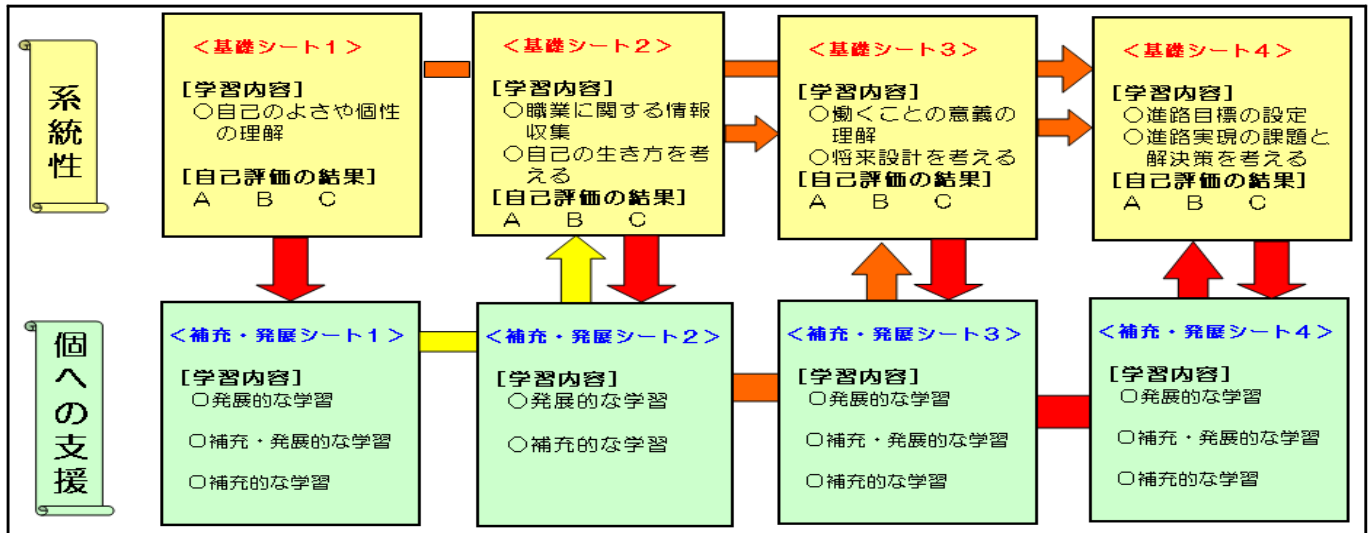 系統性
＜基礎シート１＞
[学習内容]
○自己のよさや個性
の理解
[自己評価の結果]
Ａ　Ｂ　Ｃ
＜基礎シート２＞
[学習内容]
○職業に関する情報
収集
○自己の生き方を考
える
[自己評価の結果]
Ａ　Ｂ　Ｃ
＜基礎シート３＞
[学習内容]
○働くことの意義の
理解
○将来設計を考える
[自己評価の結果]
Ａ　Ｂ　Ｃ
＜基礎シート４＞
[学習内容]
○進路目標の設定
○進路実現の課題と
解決策を考える
[自己評価の結果]
Ａ　Ｂ　Ｃ
個への支援
＜補充・発展シート１＞
[学習内容]
○発展的な学習
○補充・発展的な学習
○補充的な学習
＜補充・発展シート２＞
[学習内容]
○発展的な学習
○補充的な学習
＜補充・発展シート３＞
[学習内容]
○発展的な学習
○補充・発展的な学習
○補充的な学習
＜補充・発展シート４＞
[学習内容]
○発展的な学習
○補充・発展的な学習
○補充的な学習